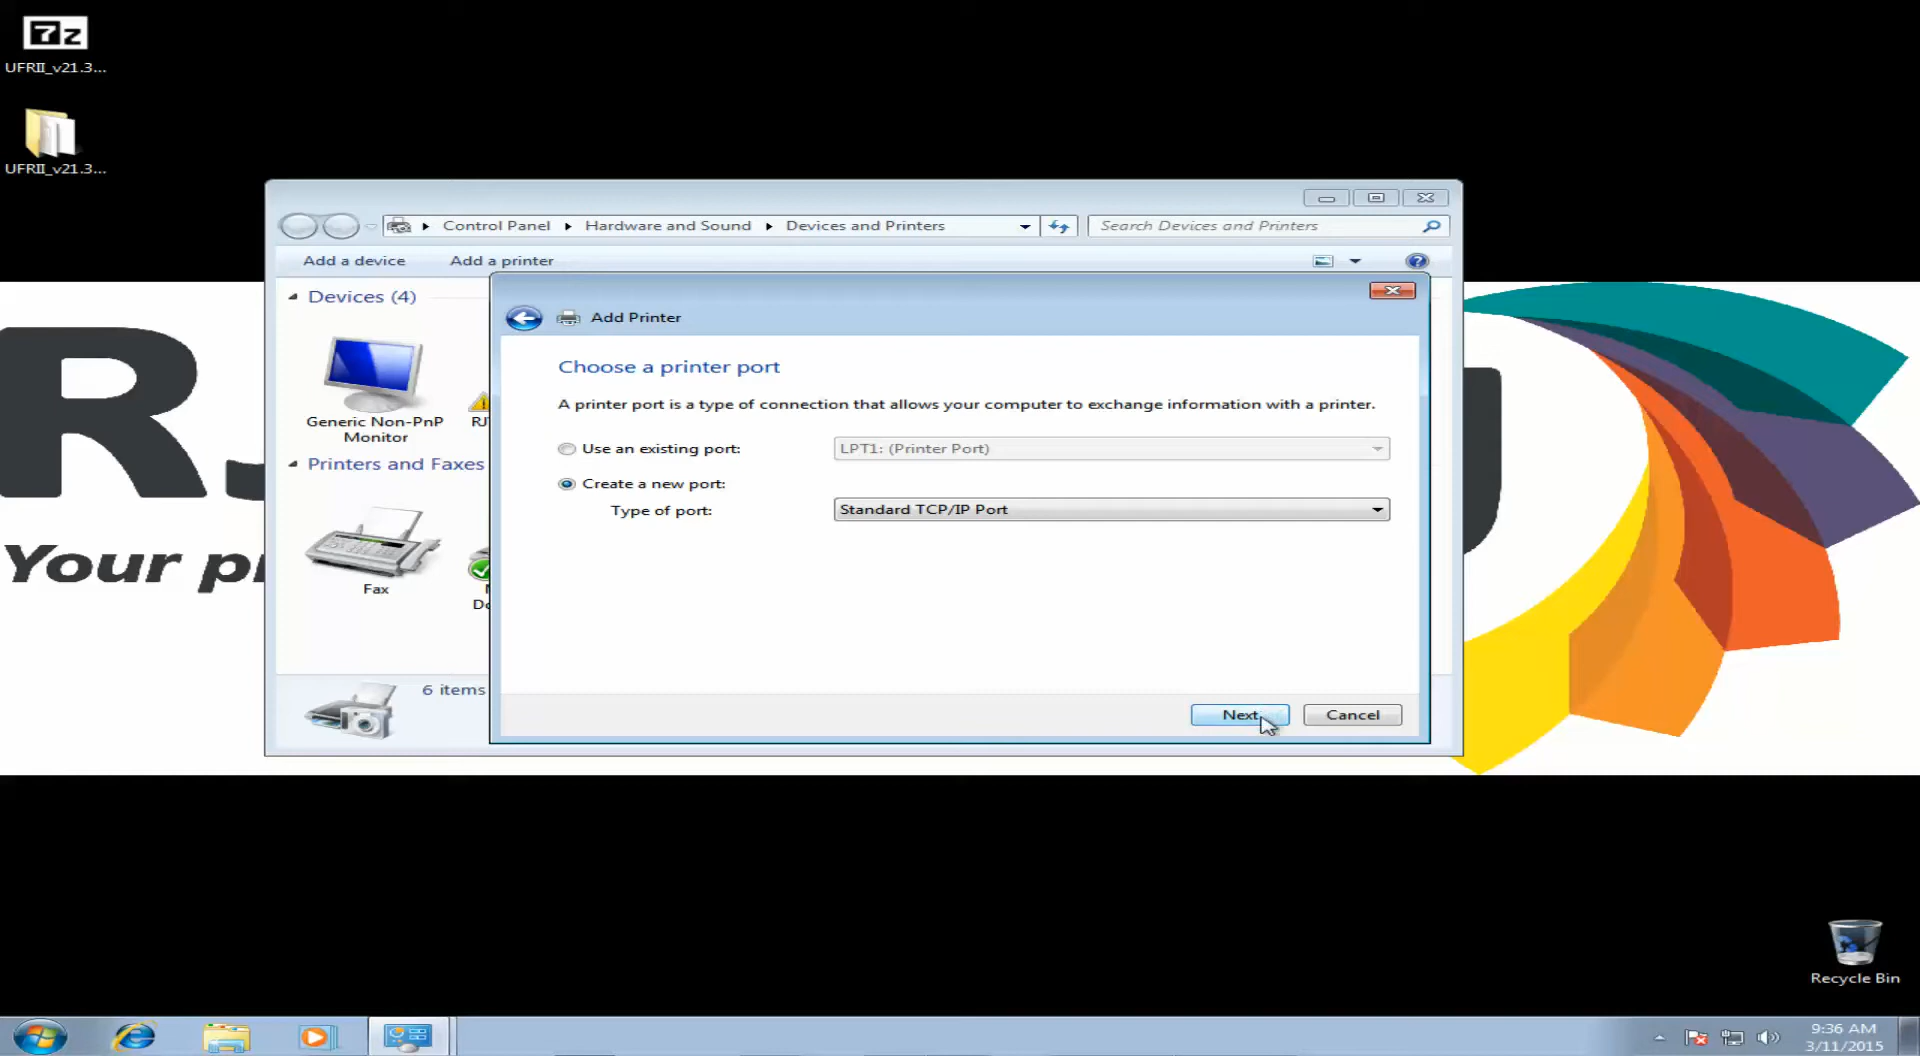 7z
UFRII_v21.3...
UFRII_v21.3...
Control Panel
Hardware and Sound
Devices and Printers
Search Devices and Printers
Add a device
Add a printer
Devices (4)
Add Printer
Choose a printer port
A printer port is a type of connection that allows your computer to exchange information with a printer.
Generic Non-PnP
Monitor
RJ
Use an existing port:
LPT1: (Printer Port)
Create a new port:
Type of port:
Standard TCP/IP Port
Printers and Faxes
Fax
6 items
Next
Cancel
Your
Recycle Bin
9:36 AM
3/11/2015